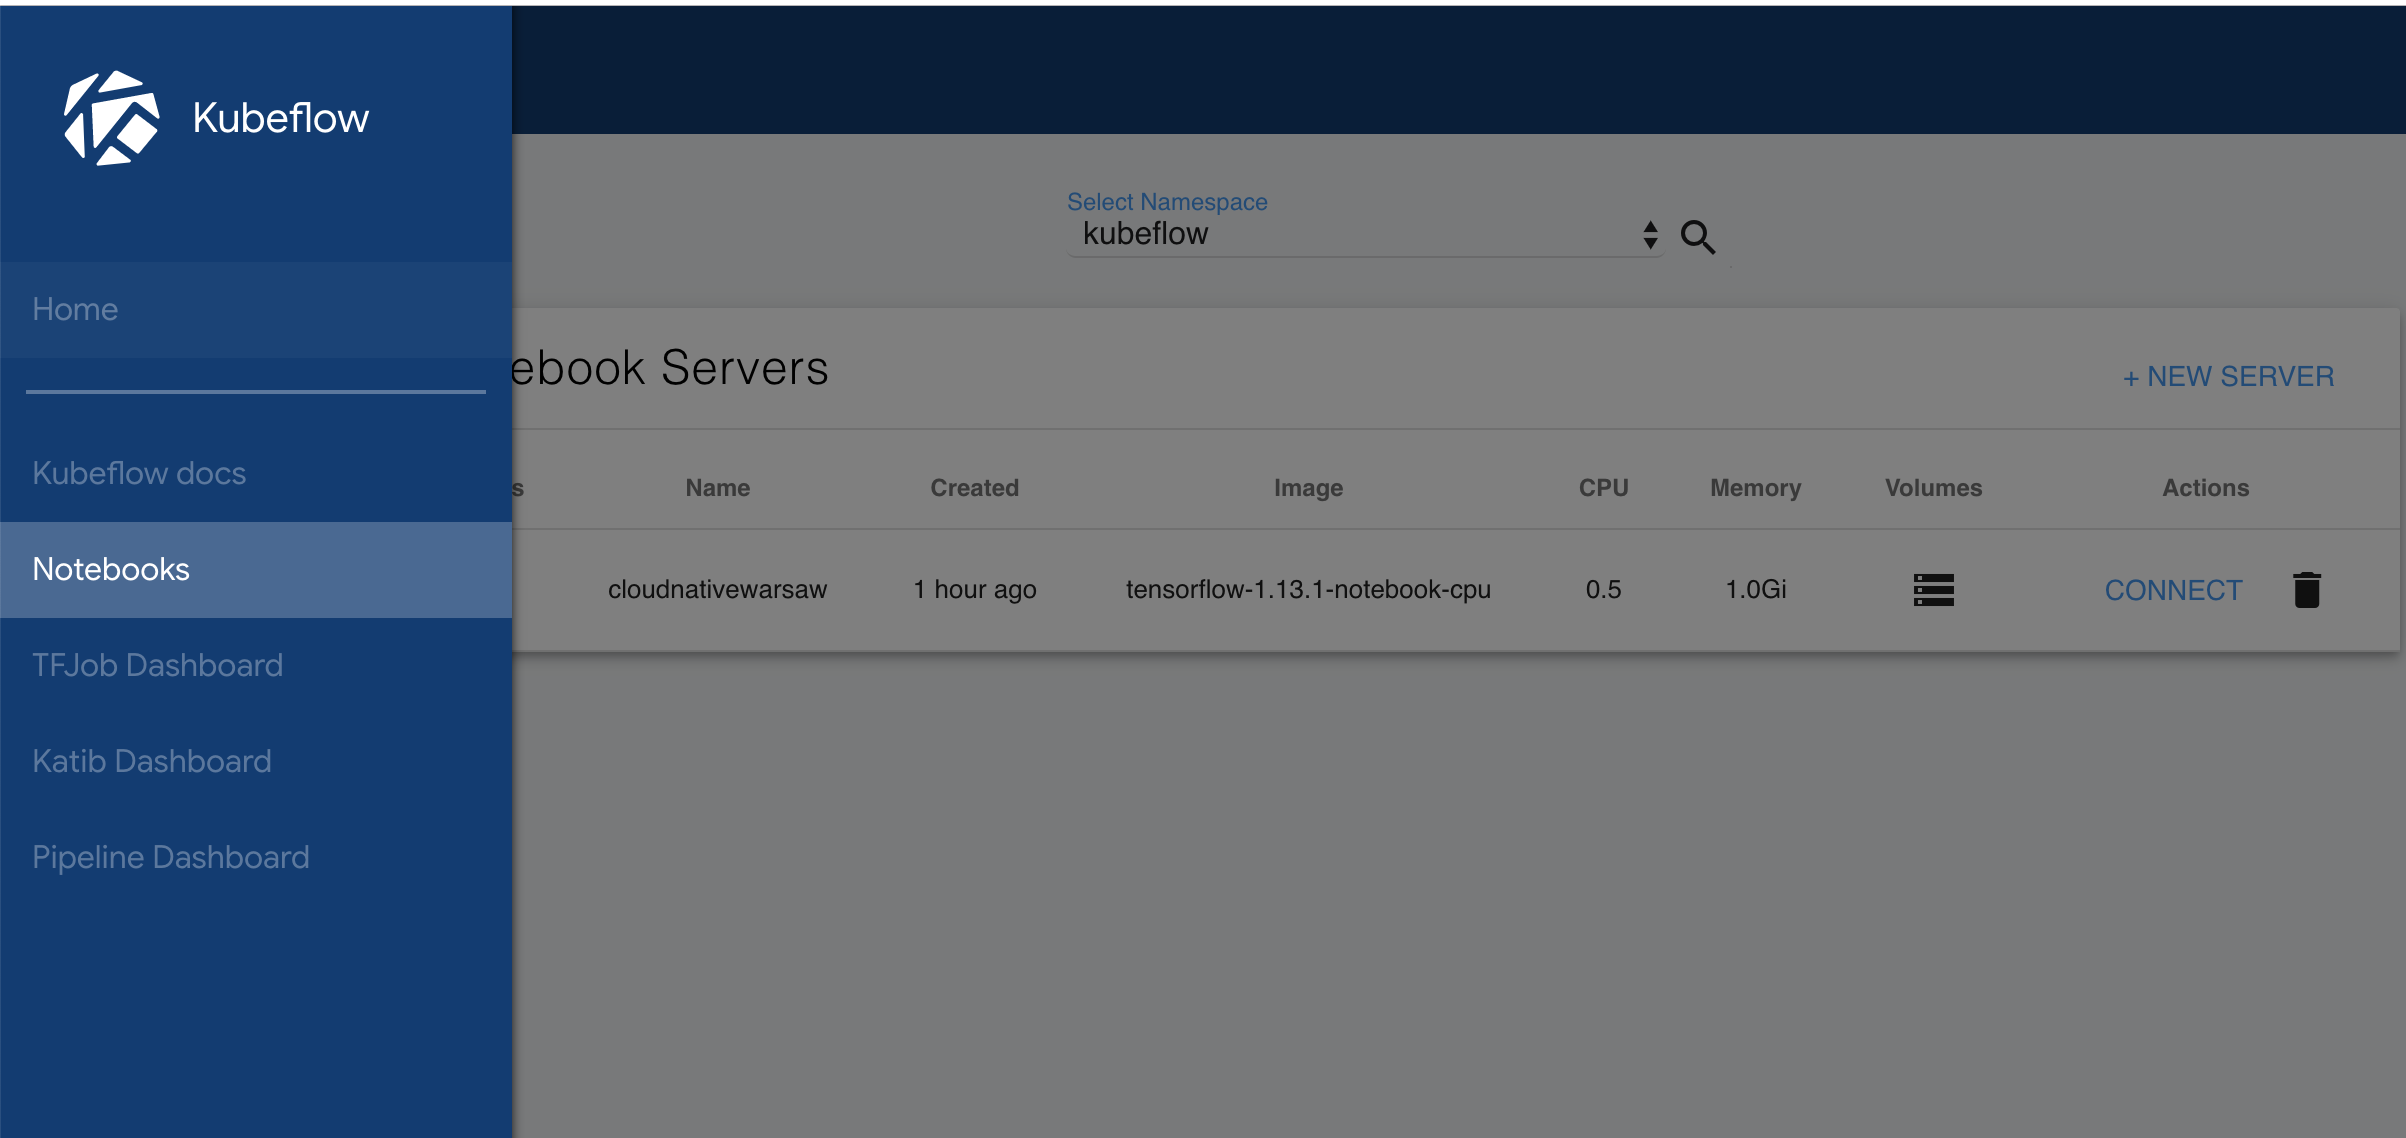 Kubeflow
Select Namespace
kubeflow
Home
ebook Servers
+ NEW SERVER
Kubeflow docs
s Name Created Image CPU Memory Volumes Actions
Notebooks
cloudnativewarsaw 1 hour ago tensorflow-1.13.1-notebook-cpu 0.5 1.0Gi CONNECT
TFJob Dashboard
Katib Dashboard
Pipeline Dashboard